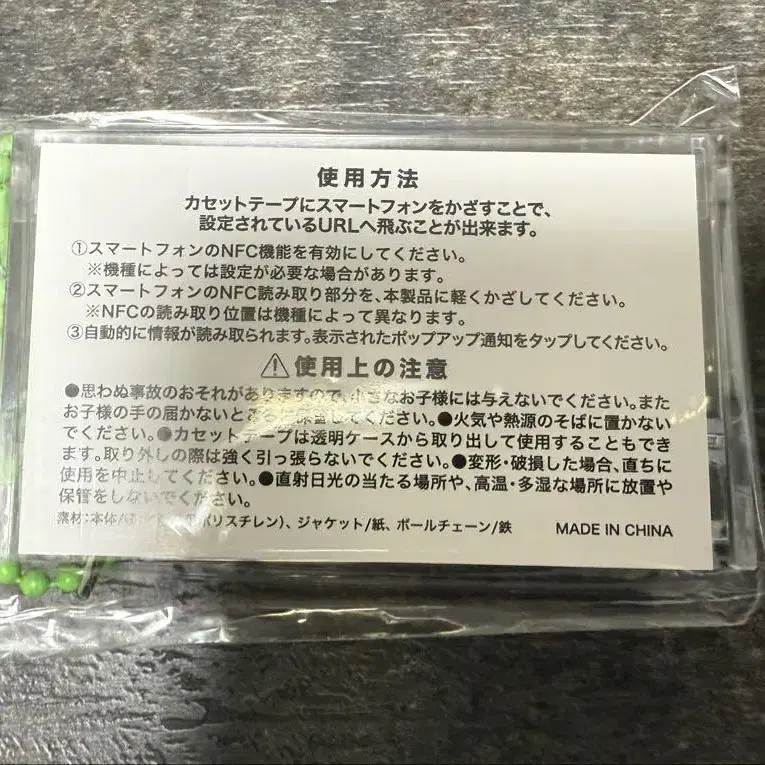 使用方法
カセットテープにスマートフォンをかざすことで、
設定されているURLへ飛ぶことが出来ます。
①スマートフォンのNFC機能を有効にしてください。
※機種によっては設定が必要な場合があります。
②スマートフォンのNFC読み取り部分を、本製品に軽くかざしてください。
※NFCの読み取り位置は機種によって異なります。
③自動的に情報が読み取られます。表示されたポップアップ通知をタップしてください。
⚠使用上の注意
●思わぬ事故のおそれがありますので、小さなお子様には与えないでください。また
お子様の手の届かないところに保管してください。●火気や熱源のそばに置かない
でください。●カセットテープは透明ケースから取り出して使用することもでき
ます。取り外しの際は強く引っ張らないでください。●変形・破損した場合、直ちに
使用を中止してください。●直射日光の当たる場所や、高温・多湿な場所に放置や
保管をしないでください。
素材:本体/ポリスチレン)、ジャケット/紙、ボールチェーン/鉄 MADE IN CHINA